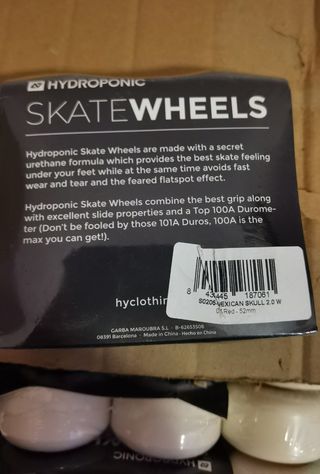 HYDROPONIC
SKATEWHEELS
Hydroponic Skate Wheels are made with a secret
urethane formula which provides the best skate feeling
under your feet while at the same time avoids fast
wear and tear and the feared flatspot effect.
Hydroponic Skate Wheels combine the best grip along
with excellent slide properties and a Top 100A Durome-
ter (Don't be fooled by those 101A Duros, 100A is the
max you can get!).
8 445 187061
MEXICAN SKULL 2.0 W
Red - 52mm
hyclothin
GARBA MAROUBRA S.L · B-62653506
08391 Barcelona · Made in China · Hecho en China